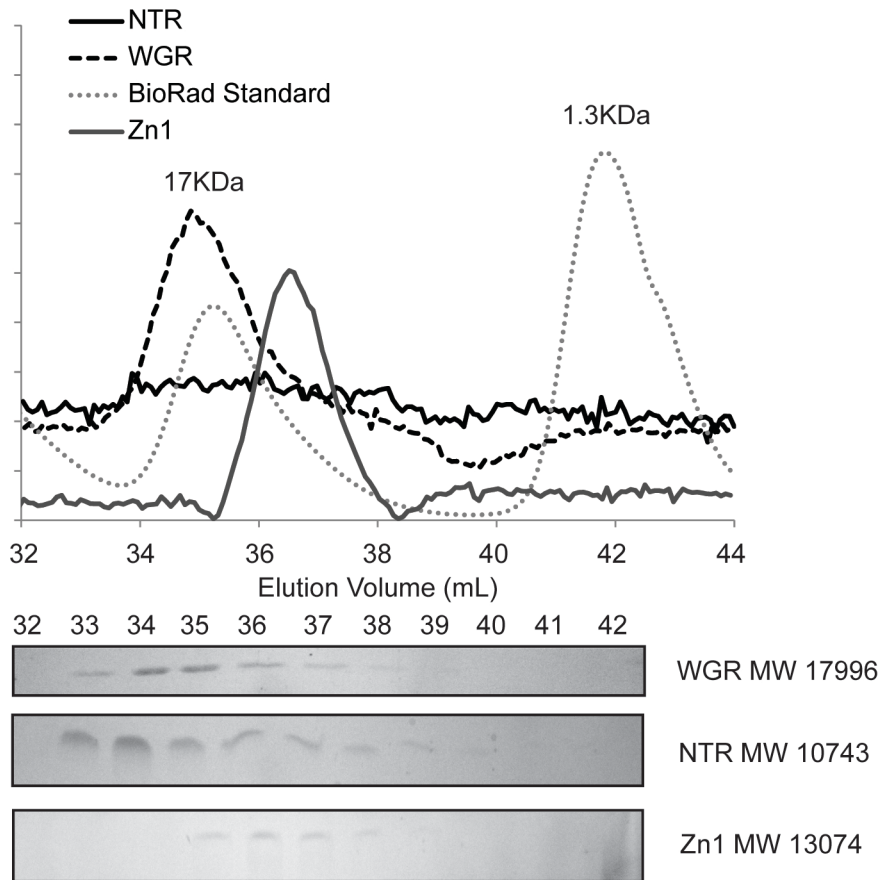 NTR
WGR
BioRad Standard
Zn1
1.3KDa
17KDa
32 34 36 38 40 42 44
Elution Volume (mL)
32 33 34 35 36 37 38 39 40 41 42
WGR MW 17996
NTR MW 10743
Zn1 MW 13074